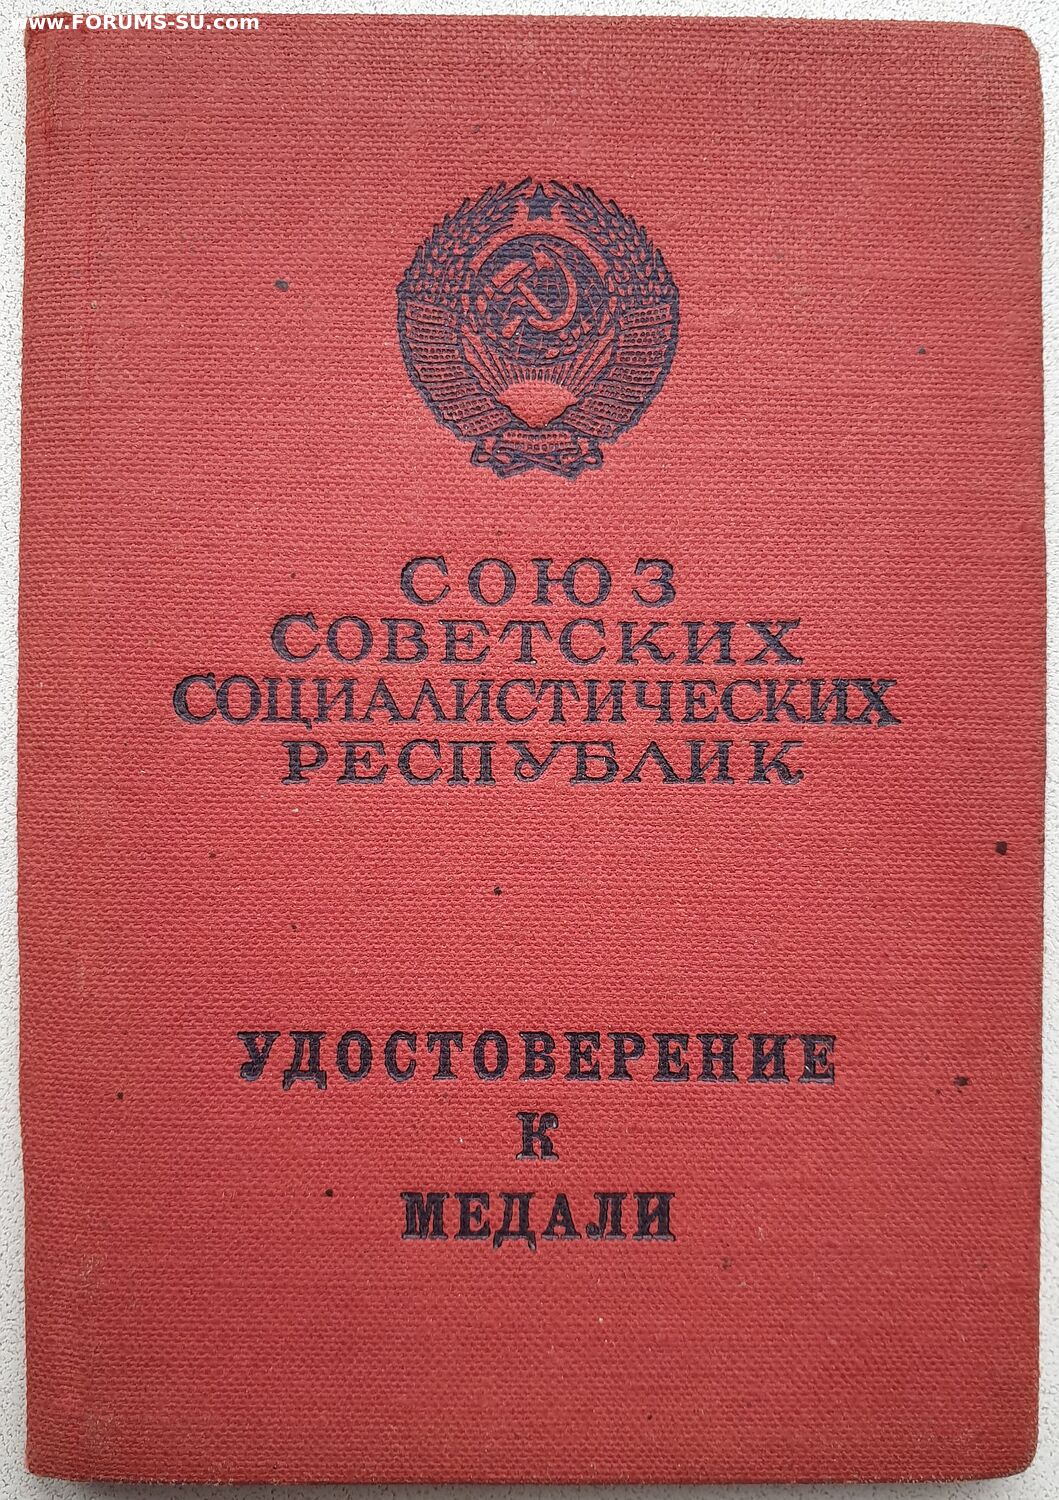 www.FORUMS-SU.com
СОЮЗ
СОВЕТСКИХ
СОЦИАЛИСТИЧЕСКИХ
РЕСПУБЛИК
УДОСТОВЕРЕНИЕ
К
МЕДАЛИ